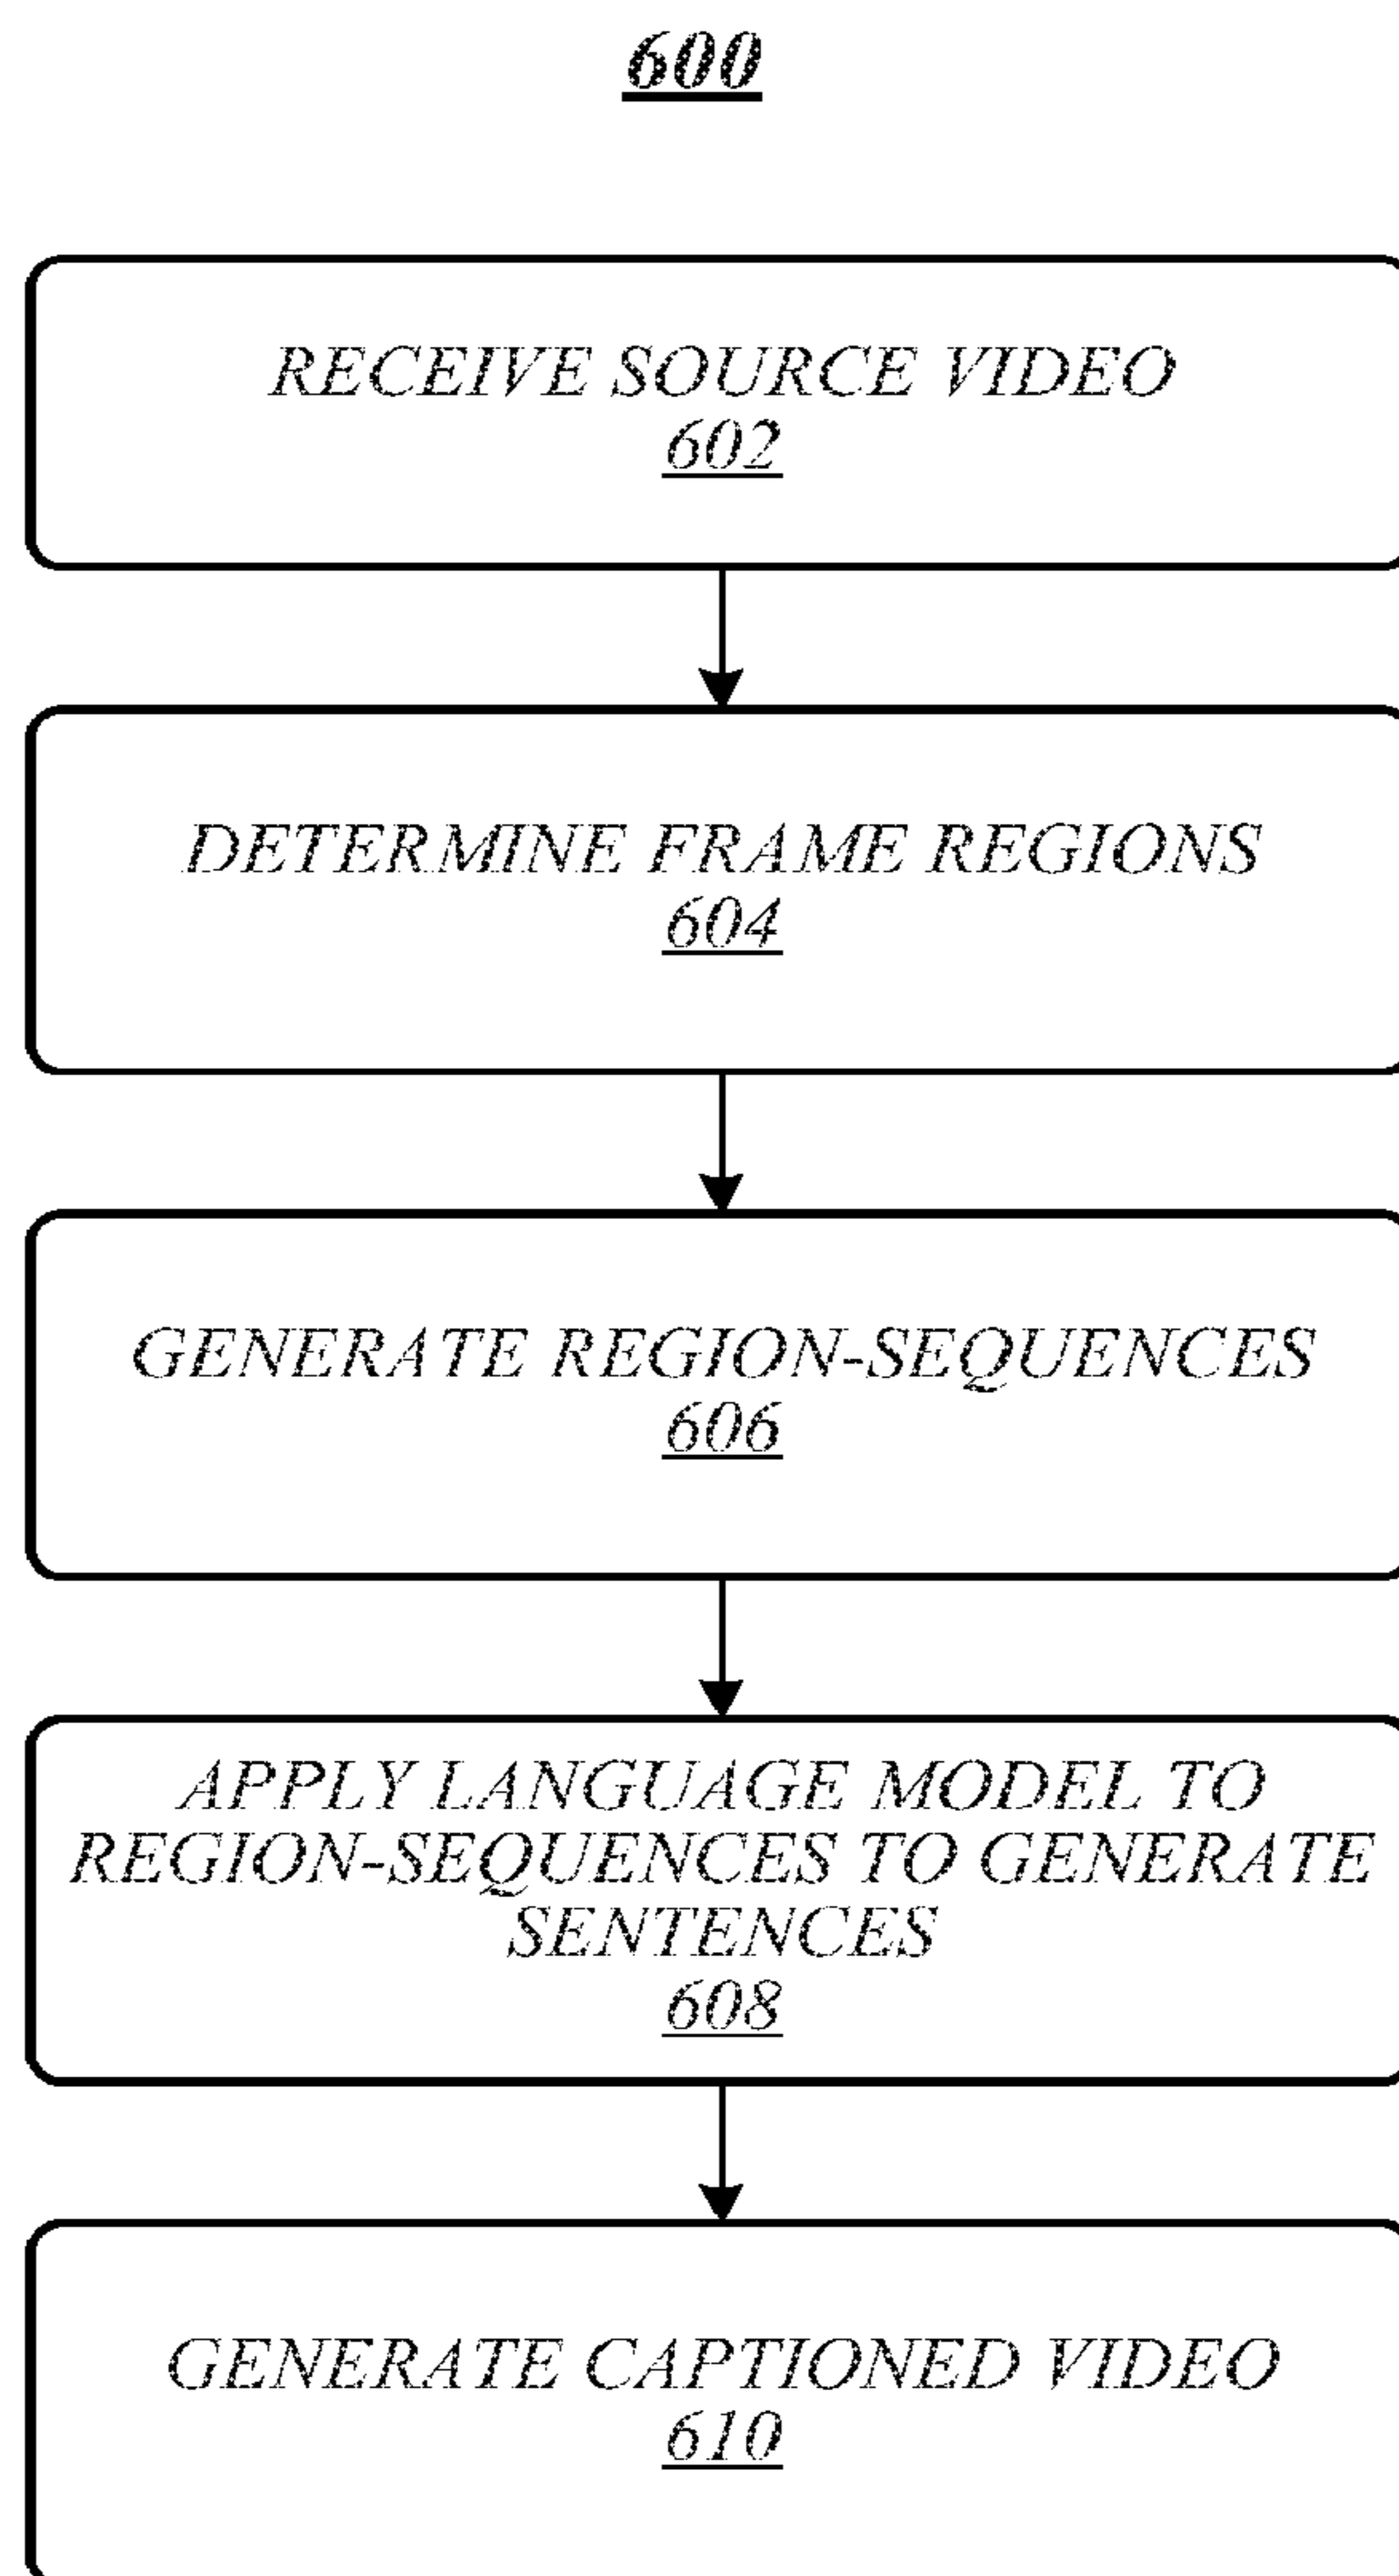 600
RECEIVE SOURCE VIDEO
602
DETERMINE FRAME REGIONS
604
GENERATE REGION-SEQUENCES
606
APPLY LANGUAGE MODEL TO
REGION-SEQUENCES TO GENERATE
SENTENCES
608
GENERATE CAPTIONED VIDEO
610